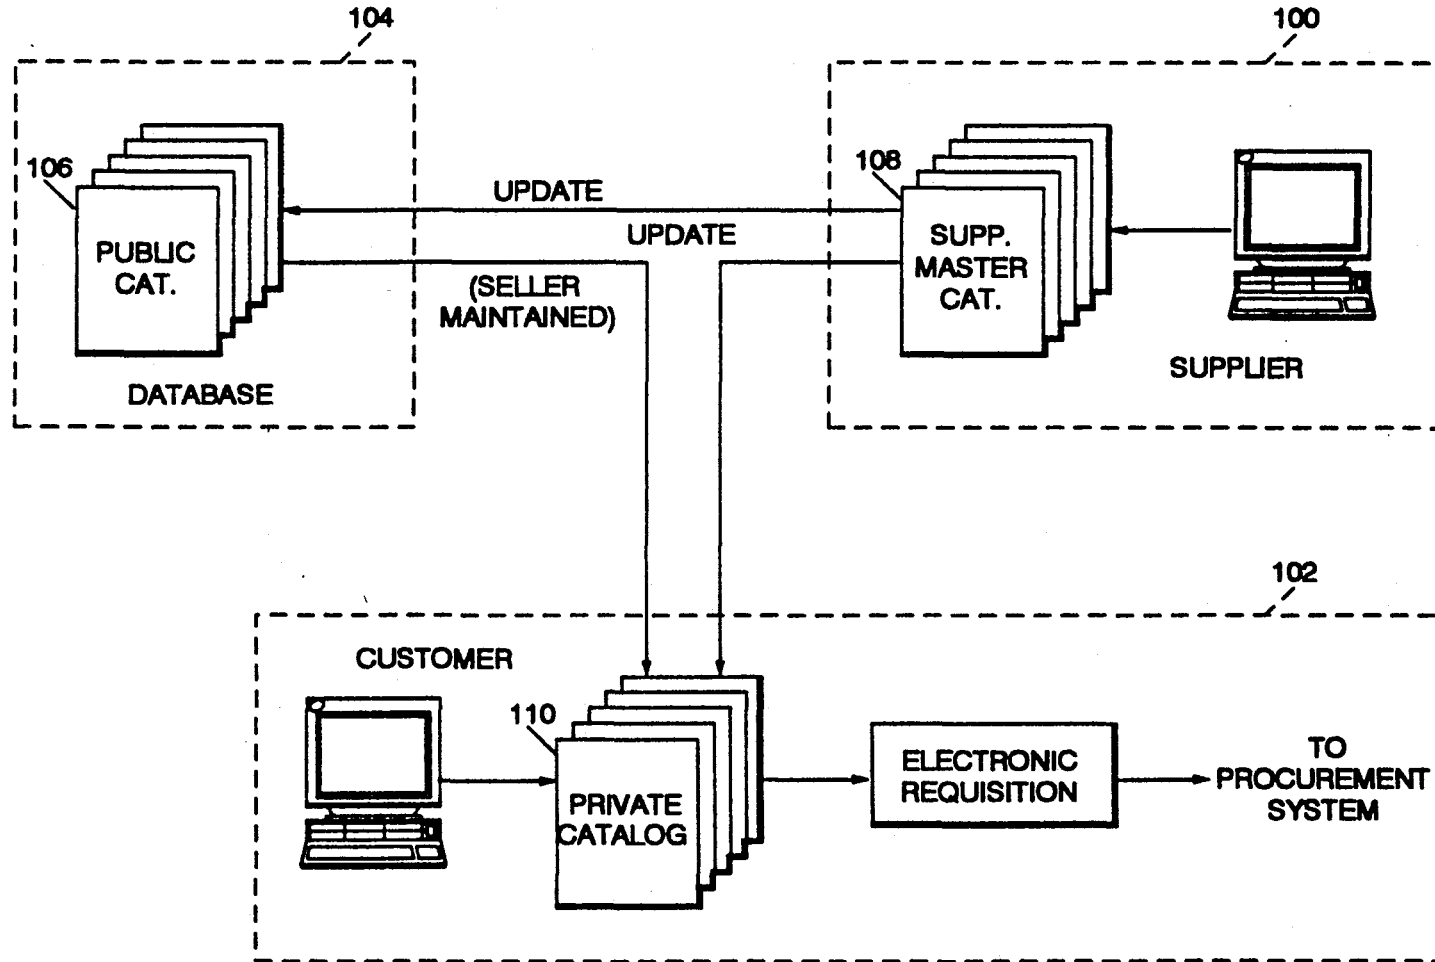 104
100
106
PUBLIC
CAT.
DATABASE
UPDATE
UPDATE
(SELLER
MAINTAINED)
108
SUPP.
MASTER
CAT.
SUPPLIER
102
CUSTOMER
110
PRIVATE
CATALOG
ELECTRONIC
REQUISITION
TO
PROCUREMENT
SYSTEM